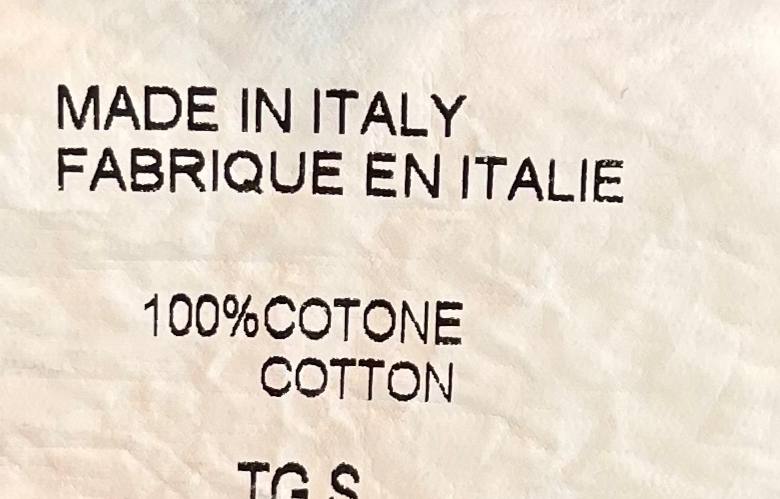 MADE IN ITALY
FABRIQUE EN ITALIE
100%COTONE
COTTON
TG S